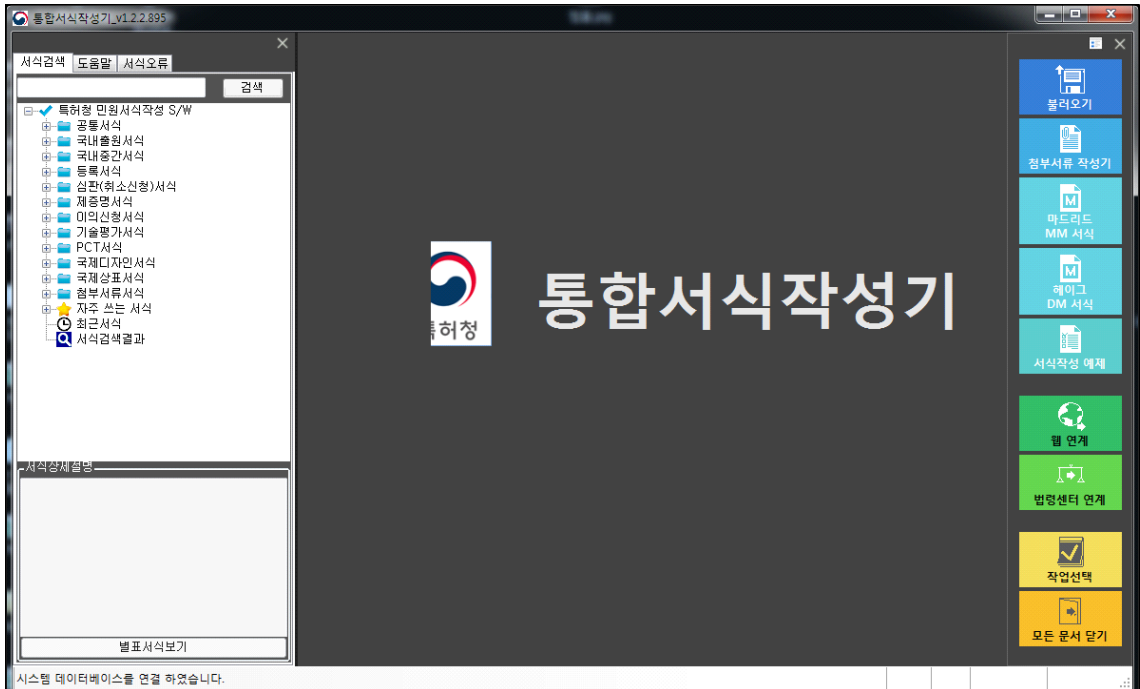 통합서식작성기_v1.2.2.895
서식검색 도움말 서식오류
검색
특허청 민원서식작성 S/W
공통서식
국내출원서식
국내중간서식
등록서식
심판(취소신청)서식
제증명서식
이의신청서식
기술평가서식
PCT서식
국제디자인서식
국제상표서식
첨부서류서식
자주 쓰는 서식
최근서식
서식검색결과
서식상세설명
별표서식보기
시스템 데이터베이스를 연결 하였습니다.
특허청
통합서식작성기
불러오기
첨부서류 작성기
마드리드
MM 서식
헤이그
DM 서식
서식작성 예제
웹 연계
법령센터 연계
작업선택
모든 문서 닫기